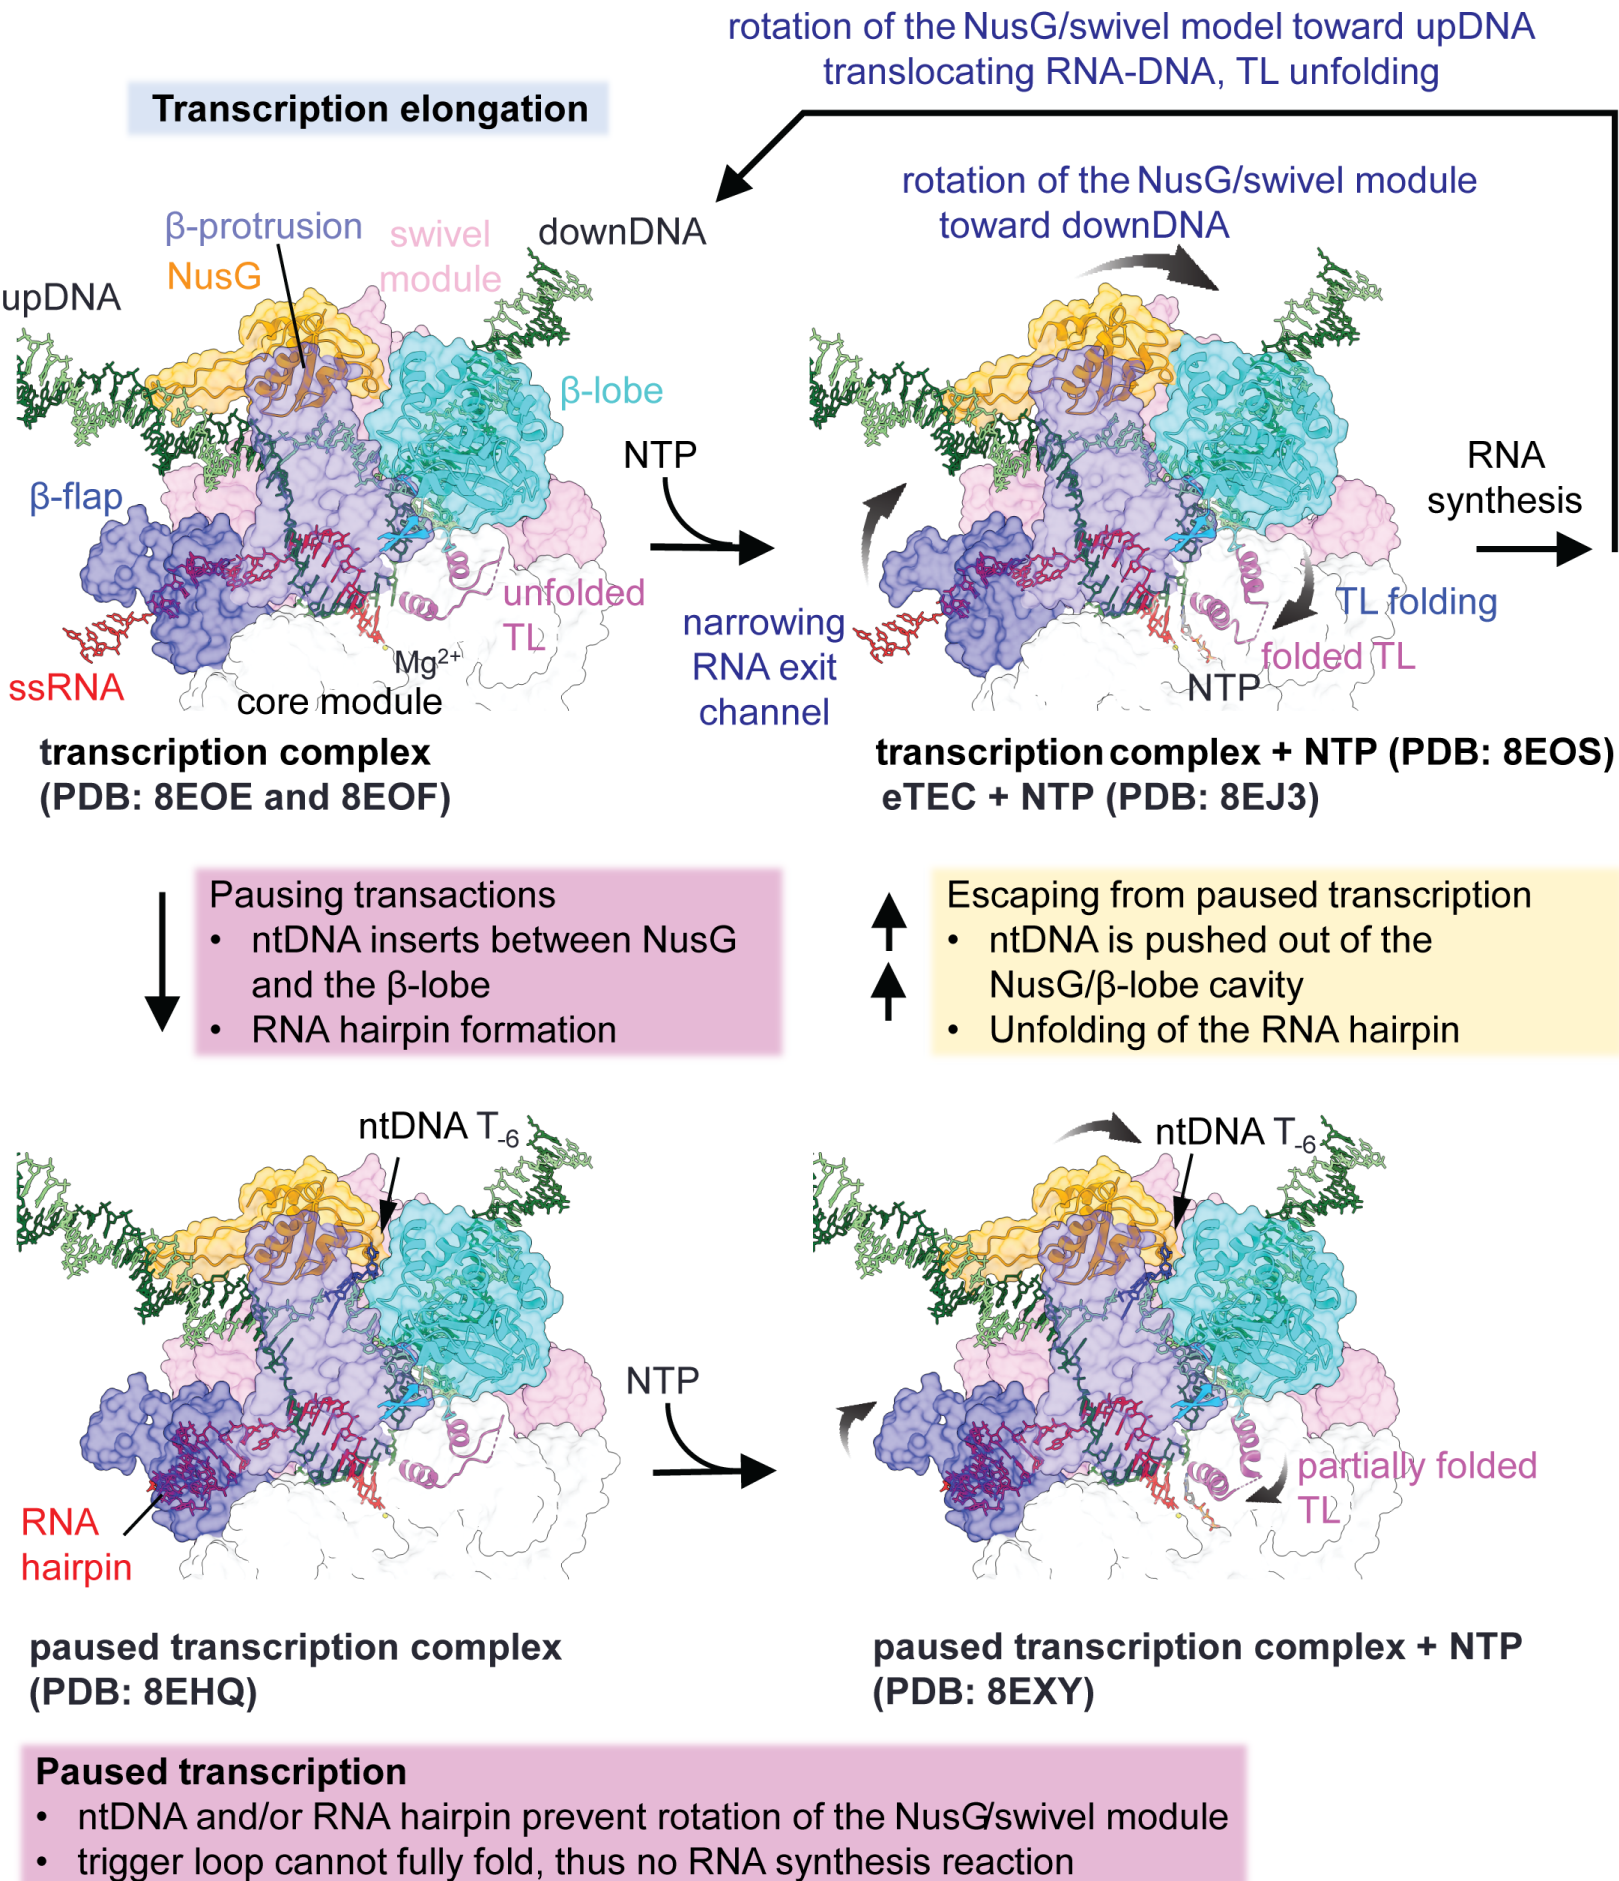 rotation of the NusG/swivel model toward upDNA
translocating RNA-DNA, TL unfolding
Transcription elongation
rotation of the NusG/swivel module
toward downDNA
β-protrusion
NusG
swivel
module
downDNA
upDNA
β-lobe
β-flap
NTP
RNA
synthesis
unfolded
TL
Mg2+
ssRNA
core module
narrowing
RNA exit
channel
TL folding
folded TL
NTP
transcription complex
(PDB: 8EOE and 8EOF)
transcription complex + NTP (PDB: 8EOS)
eTEC + NTP (PDB: 8EJ3)
Pausing transactions
• ntDNA inserts between NusG
and the β-lobe
• RNA hairpin formation
Escaping from paused transcription
• ntDNA is pushed out of the
NusG/β-lobe cavity
• Unfolding of the RNA hairpin
ntDNA T-6
ntDNA T-6
NTP
RNA
hairpin
partially folded
TL
paused transcription complex
(PDB: 8EHQ)
paused transcription complex + NTP
(PDB: 8EXY)
Paused transcription
• ntDNA and/or RNA hairpin prevent rotation of the NusG/swivel module
• trigger loop cannot fully fold, thus no RNA synthesis reaction